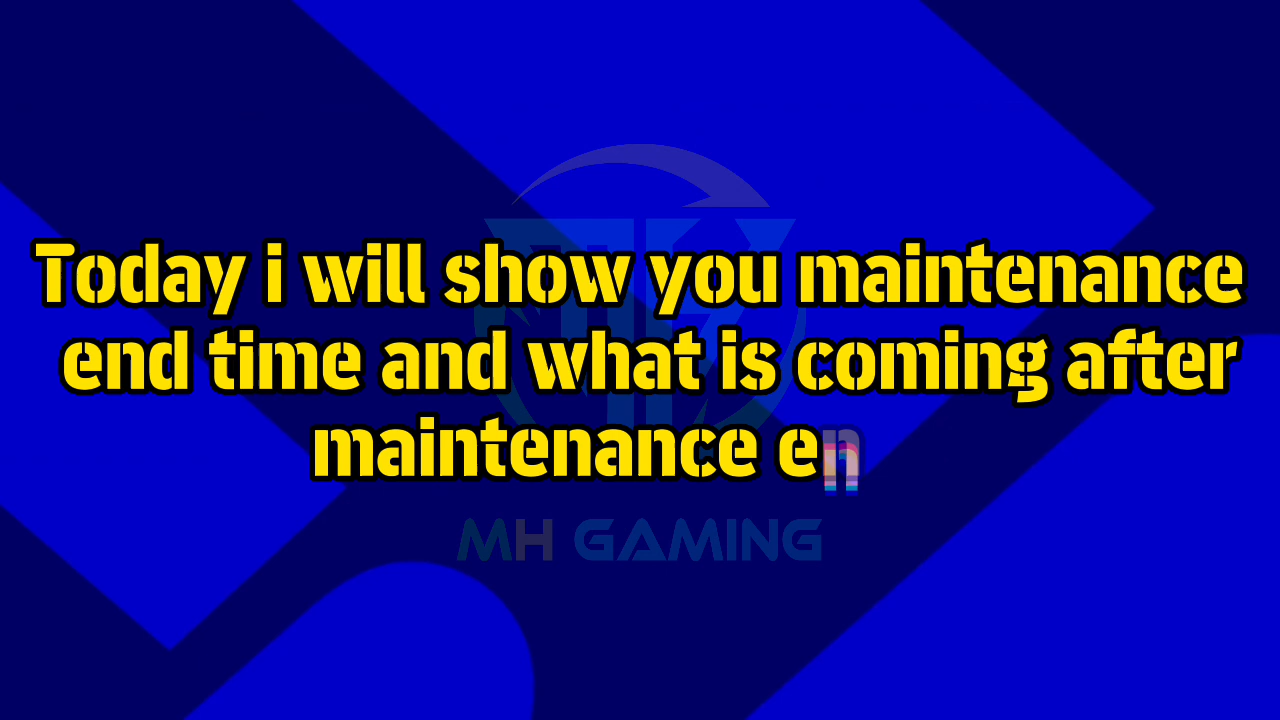 Today i will show you maintenance
end time and what is coming after
maintenance en
MH GAMING